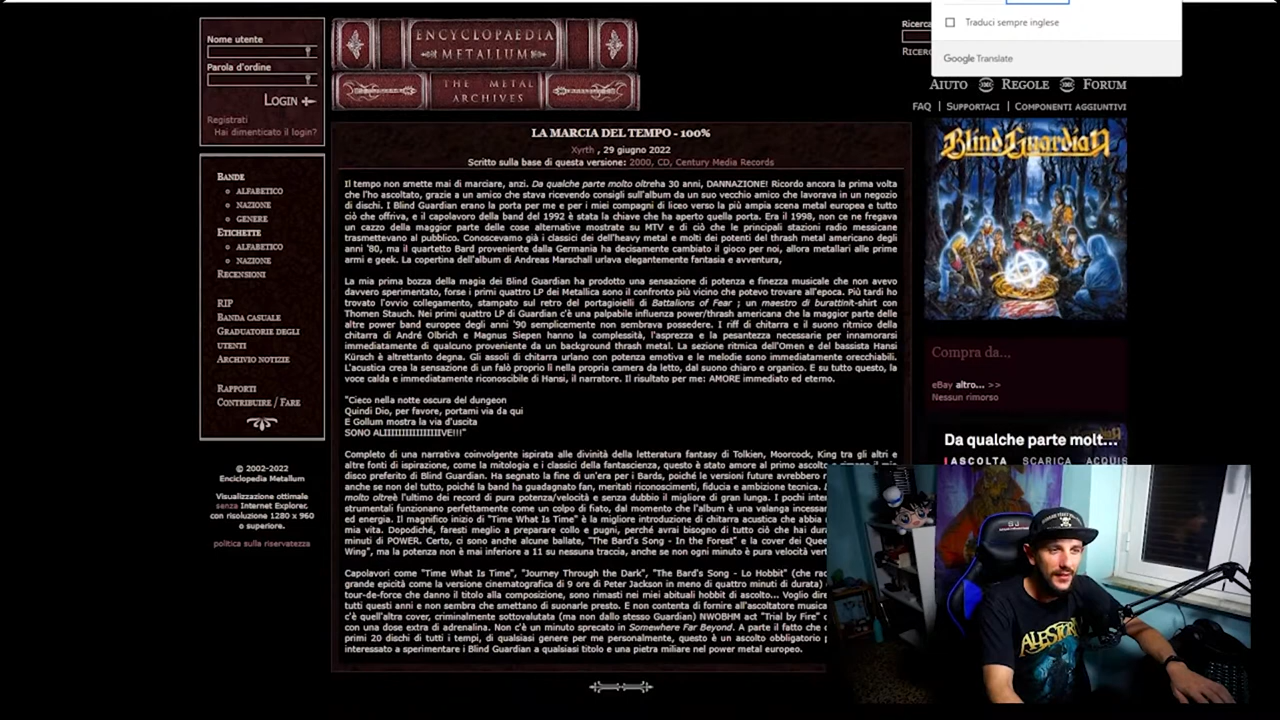 Nome utente
Parola d'ordine
LOGIN
Registrati
Hai dimenticato il login?
BANDE
ALFABETICO
NAZIONE
GENERE
ETICHETTE
ALFABETICO
NAZIONE
RECENSIONI
RIP
BANDA CASUALE
GRADUATORIE DEGLI
UTENTI
ARCHIVIO NOTIZIE
RAPPORTI
CONTRIBUIRE / FARE
© 2002-2022
Enciclopedia Metallum
Visualizzazione ottimale
senza Internet Explorer,
con risoluzione 1280 x 960
o superiore.
politica sulla riservatezza
ENCYCLOPAEDIA
METALLUM
THE METAL
ARCHIVES
LA MARCIA DEL TEMPO - 100%
Xyrth , 29 giugno 2022
Scritto sulla base di questa versione: 2000, CD, Century Media Records
Il tempo non smette mai di marciare, anzi. Da qualche parte molto oltreha 30 anni, DANNAZIONE! Ricordo ancora la prima volta
che l'ho ascoltato, grazie a un amico che stava ricevendo consigli sull'album da un suo vecchio amico che lavorava in un negozio
di dischi. I Blind Guardian erano la porta per me e per i miei compagni di liceo verso la più ampia scena metal europea e tutto
ciò che offriva, e il capolavoro della band del 1992 è stata la chiave che ha aperto quella porta. Era il 1998, non ce ne fregava
un cazzo della maggior parte delle cose alternative mostrate su MTV e di ciò che le principali stazioni radio messicane
trasmettevano al pubblico. Conoscevamo già i classici dei dell'heavy metal e molti dei potenti del thrash metal americano degli
anni '80, ma il quartetto Bard proveniente dalla Germania ha decisamente cambiato il gioco per noi, allora metallari alle prime
armi e geek. La copertina dell'album di Andreas Marschall urlava elegantemente fantasia e avventura,
La mia prima bozza della magia dei Blind Guardian ha prodotto una sensazione di potenza e finezza musicale che non avevo
davvero sperimentato, forse i primi quattro LP dei Metallica sono il confronto più vicino che potevo trovare all'epoca. Più tardi ho
trovato l'ovvio collegamento, stampato sul retro del portagioielli di Battalions of Fear ; un maestro di burattinit-shirt con
Thomen Stauch. Nei primi quattro LP di Guardian c'è una palpabile influenza power/thrash americana che la maggior parte delle
altre power band europee degli anni '90 semplicemente non sembrava possedere. I riff di chitarra e il suono ritmico della
chitarra di André Olbrich e Magnus Siepen hanno la complessità, l'asprezza e la pesantezza necessarie per innamorarsi
immediatamente di qualcuno proveniente da un background thrash metal. La sezione ritmica dell'Omen e del bassista Hansi
Kürsch è altrettanto degna. Gli assoli di chitarra urlano con potenza emotiva e le melodie sono immediatamente orecchiabili.
L'acustica crea la sensazione di un falò proprio lì nella propria camera da letto, dal suono chiaro e organico. E su tutto questo, la
voce calda e immediatamente riconoscibile di Hansi, il narratore. Il risultato per me: AMORE immediato ed eterno.
"Cieco nella notte oscura del dungeon
Quindi Dio, per favore, portami via da qui
E Gollum mostra la via d'uscita
SONO ALIIIIIIIIIIIIIIIIVE!!!"
Completo di una narrativa coinvolgente ispirata alle divinità della letteratura fantasy di Tolkien, Moorcock, King tra gli altri e
altre fonti di ispirazione, come la mitologia e i classici della fantascienza, questo è stato amore al primo ascolto e rimane il mio
disco preferito di Blind Guardian. Ha segnato la fine di un'era per i Bards, poiché le versioni future avrebbero
anche se non del tutto, poiché la band ha guadagnato fan, meritati riconoscimenti, fiducia e ambizione tecnica.
molto oltreè l'ultimo dei record di pura potenza/velocità e senza dubbio il migliore di gran lunga. I pochi
strumentali funzionano perfettamente come un colpo di fiato, dal momento che l'album è una valanga
ed energia. Il magnifico inizio di "Time What Is Time" è la migliore introduzione di chitarra acustica che abbia
mia vita. Dopodiché, faresti meglio a preparare collo e pugni, perché avrai bisogno di tutto ciò che hai
minuti di POWER. Certo, ci sono anche alcune ballate, "The Bard's Song - In the Forest" e la cover dei
Wing", ma la potenza non è mai inferiore a 11 su nessuna traccia, anche se non ogni minuto è pura velocità
Capolavori come "Time What Is Time", "Journey Through the Dark", "The Bard's Song - Lo Hobbit" (che
grande epicità come la versione cinematografica di 9 ore di Peter Jackson in meno di quattro minuti di durata)
tour-de-force che danno il titolo alla composizione, sono rimasti nei miei abituali hobbit di ascolto... Voglio
tutti questi anni e non sembra che smettano di suonarle presto. E non contenta di fornire all'ascoltatore
c'è quell'altra cover, criminalmente sottovalutata (ma non dallo stesso Guardian) NWOBHM act "Trial by Fire"
con una dose extra di adrenalina. Non c'è un minuto sprecato in Somewhere Far Beyond. A parte il fatto che
primi 20 dischi di tutti i tempi, di qualsiasi genere per me personalmente, questo è un ascolto obbligatorio
interessato a sperimentare i Blind Guardian a qualsiasi titolo e una pietra miliare nel power metal europeo.
Traduci sempre inglese
Google Translate
Ricerca
AIUTO
REGOLE
FORUM
FAQ | SUPPORTACI | COMPONENTI AGGIUNTIVI
Blind Guardian
Compra da...
eBay altro... >>
Nessun rimorso
Da qualche parte molt...
ASCOLTA SCARICA ACQUIS